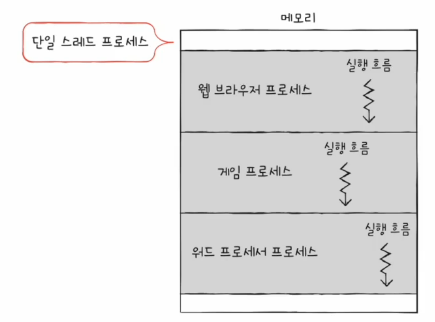 메모리
단일 스레드 프로세스
실행 흐름
웹 브라우저 프로세스
실행 흐름
게임 프로세스
실행 흐름
워드 프로세서 프로세스